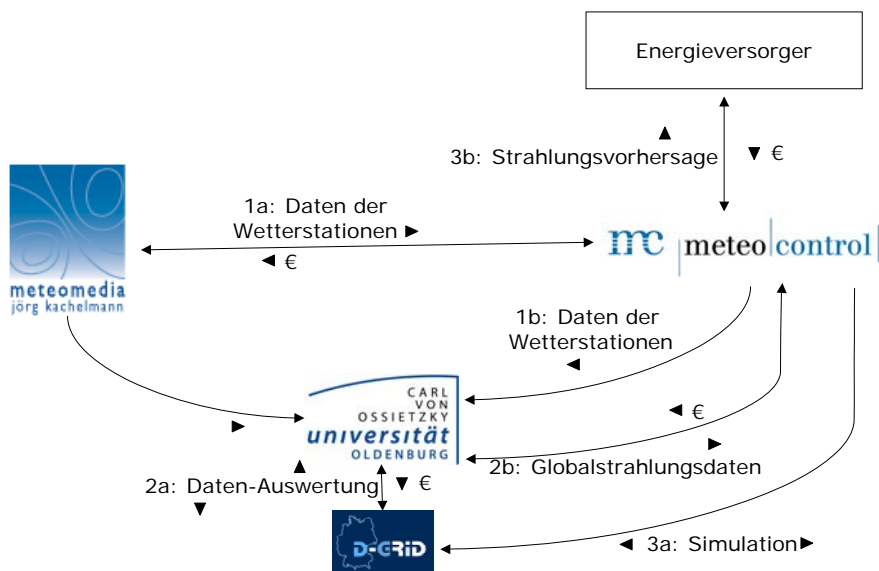 Energieversorger
3b: Strahlungsvorhersage
€
1a: Daten der
Wetterstationen
€
mc meteo control
meteomedia
jörg kachelmann
1b: Daten der
Wetterstationen
CARL
VON
OSSIETZKY
universität
OLDENBURG
€
2b: Globalstrahlungsdaten
2a: Daten-Auswertung
€
D-GRiD
3a: Simulation